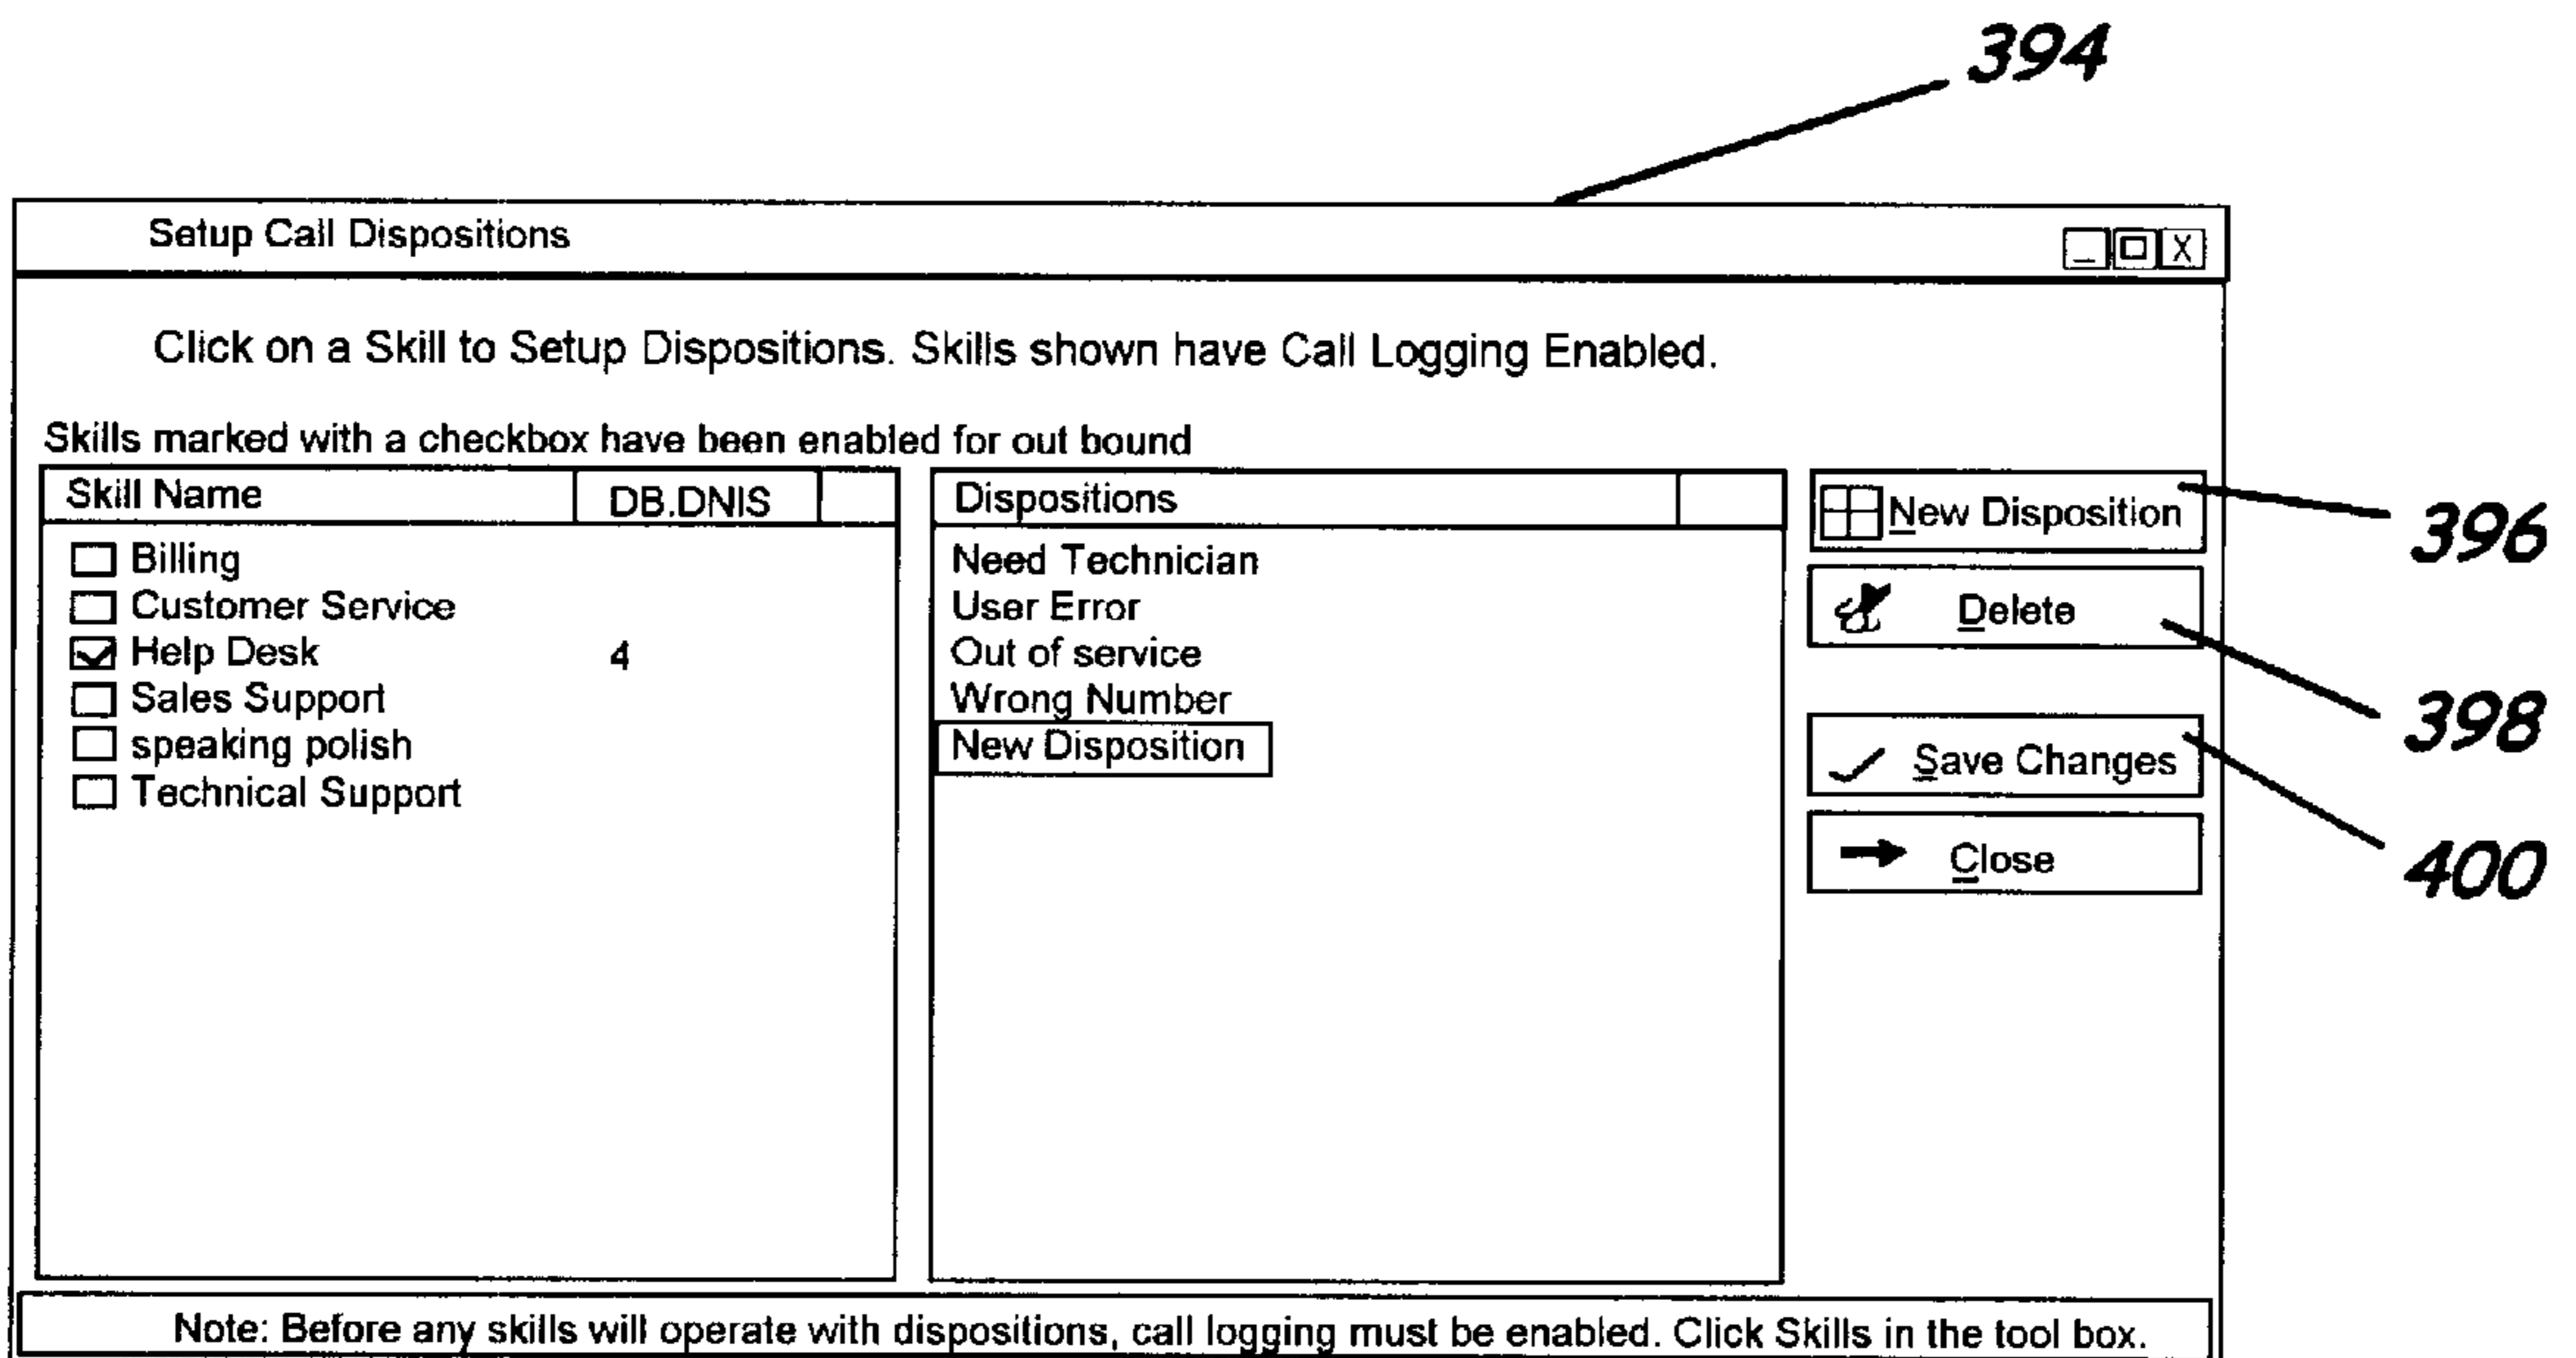 394
Setup Call Dispositions
Click on a Skill to Setup Dispositions. Skills shown have Call Logging Enabled.
Skills marked with a checkbox have been enabled for out bound
Skill Name DB.DNIS
Billing
Customer Service
Help Desk 4
Sales Support
speaking polish
Technical Support
Dispositions
Need Technician
User Error
Out of service
Wrong Number
New Disposition
New Disposition
396
Delete
398
Save Changes
400
Close
Note: Before any skills will operate with dispositions, call logging must be enabled. Click Skills in the tool box.